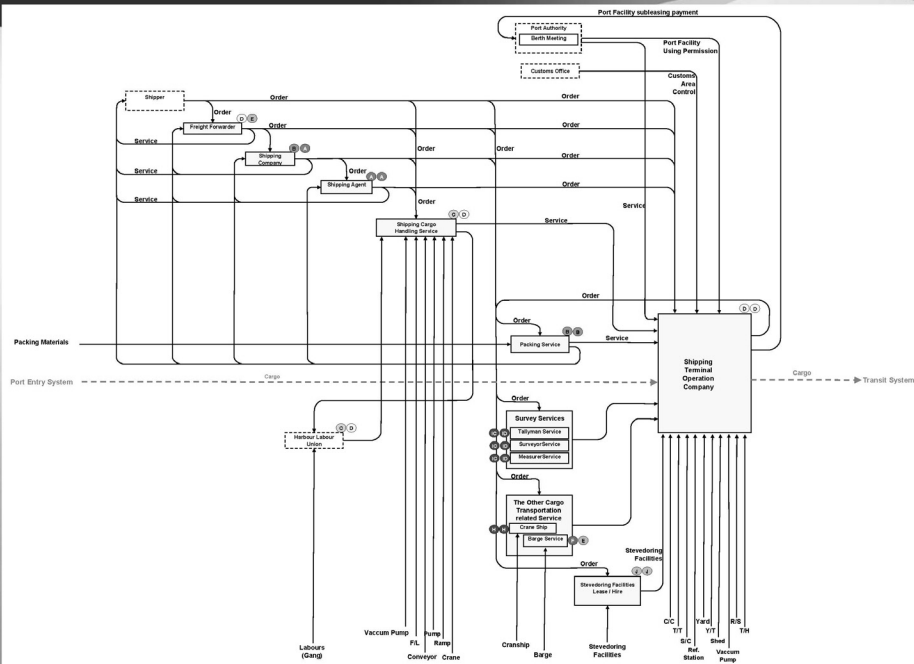 Port Facility subleasing payment
Port Authority
Berth Meeting
Port Facility
Using Permission
Customs Office
Customs
Area
Control
Shipper
Order
Order
Order
D E
Freight Forwarder
Order
Order
Service
Order
Order
Order
Shipping
Company
B A
Order
Service
Order
A A
Shipping Agent
Order
Service
Order
Service
D
Shipping Cargo
Handling Service
Service
Order
D D
Order
B B
Packing Materials
Packing Service
Service
Shipping
Terminal
Operation
Company
Port Entry System
Cargo
Cargo
Transit System
Order
D
Harbour Labour
Union
Survey Services
Tallyman Service
SurveyorService
MeasurerService
Order
The Other Cargo
Transportation
related Service
H H
Crane Ship
Barge Service
F E
Stevedoring
Facilities
Order
J J
Stevedoring Facilities
Lease / Hire
C/C
Yard
R/S
T/T
Y/T
T/H
S/C
Shed
Ref.
Station
Vaccum
Pump
Vaccum Pump
Pump
F/L
Ramp
Conveyor
Crane
Labours
(Gang)
Cranship
Barge
Stevedoring
Facilities